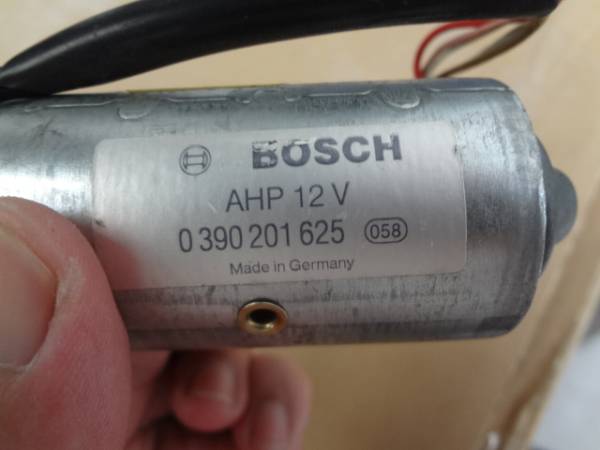 BOSCH
AHP 12 V
0 390 201 625 058
Made in Germany